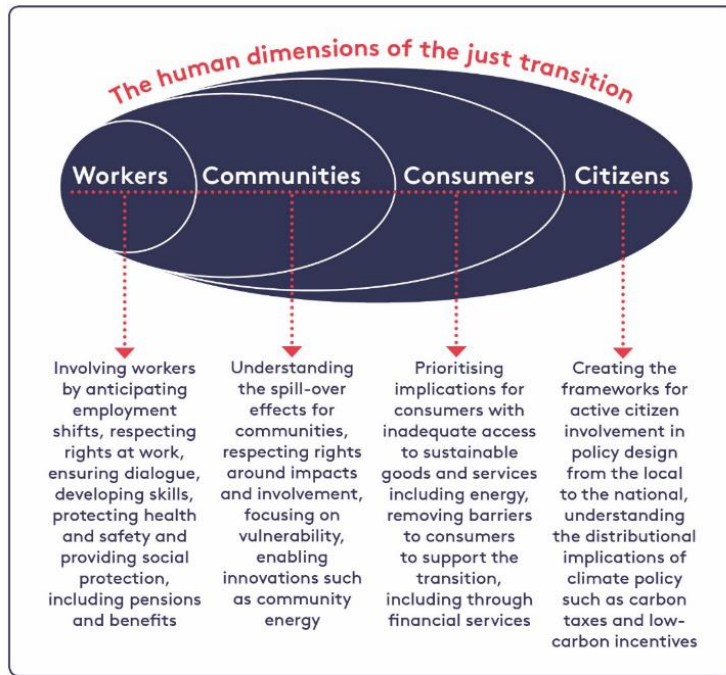 The human dimensions of the just transition
Workers
Communities
Consumers
Citizens
Involving workers
by anticipating
employment
shifts, respecting
rights at work,
ensuring dialogue,
developing skills,
protecting health
and safety and
providing social
protection,
including pensions
and benefits
Understanding
the spill-over
effects for
communities,
respecting rights
around impacts
and involvement,
focusing on
vulnerability,
enabling
innovations such
as community
energy
Prioritising
implications for
consumers with
inadequate access
to sustainable
goods and services
including energy,
removing barriers
to consumers
to support the
transition,
including through
financial services
Creating the
frameworks for
active citizen
involvement in
policy design
from the local
to the national,
understanding
the distributional
implications of
climate policy
such as carbon
taxes and low-
carbon incentives